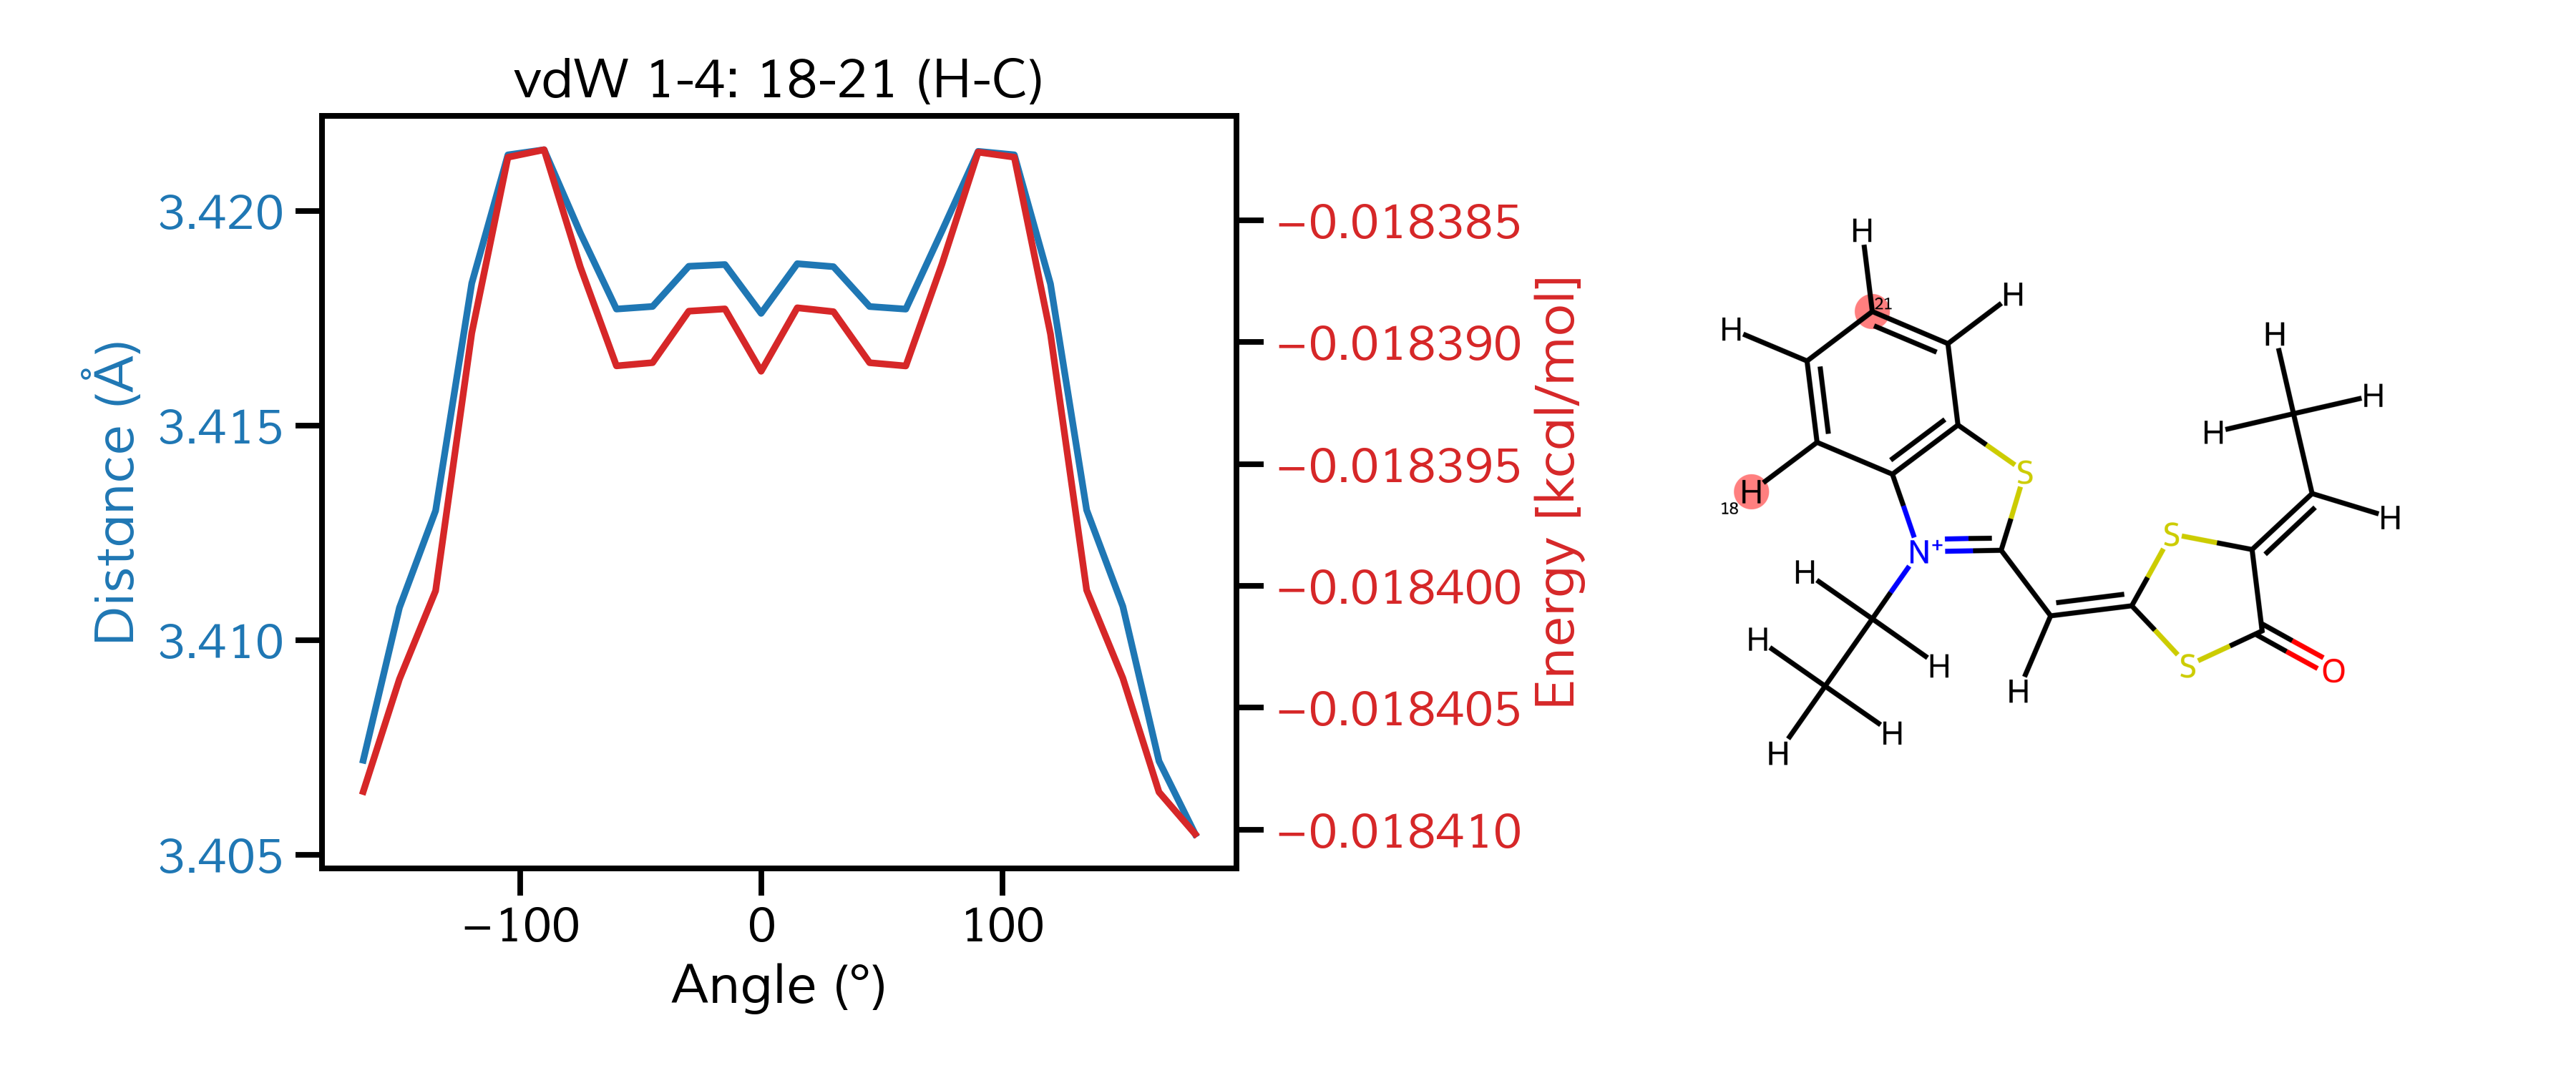 vdW 1-4: 18-21 (H-C)
Distance (Å)
3.420
3.415
3.410
3.405
−100
0
100
Angle (°)
−0.018385
−0.018390
−0.018395
−0.018400
−0.018405
−0.018410
Energy [kcal/mol]
H
H
21
H
H
H
H
H
S
H
18
H
S
N+
H
H
H
H
S
O
H
H
H